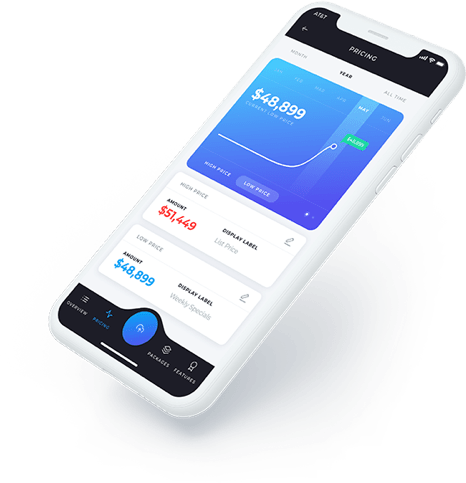 AT&T
PRICING
MONTH
YEAR
ALL TIME
MAY
$48,899
CURRENT LOW PRICE
HIGH PRICE
LOW PRICE
HIGH PRICE
AMOUNT
DISPLAY LABEL
$51,449
List Price
LOW PRICE
AMOUNT
DISPLAY LABEL
$48,899
Weekly Specials
OVERVIEW
PRICING
PACKAGES
FEATURES